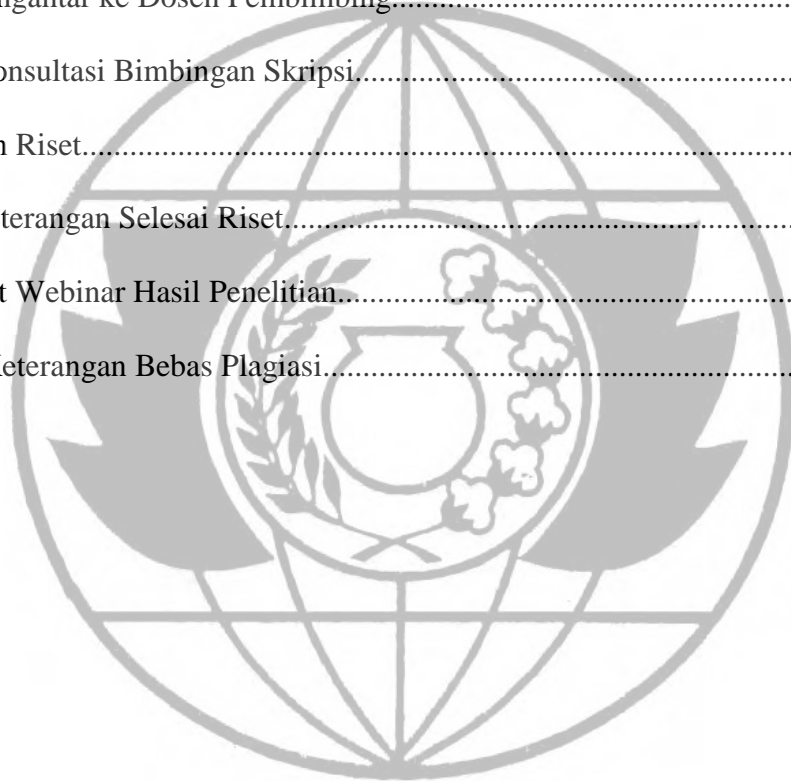 ngantar ke Dosen Pembimbing..........................................................
onsultasi Bimbingan Skripsi..............................................................
n Riset..........................................................................................
terangan Selesai Riset.....................................................................
t Webinar Hasil Penelitian...............................................................
Keterangan Bebas Plagiasi................................................................